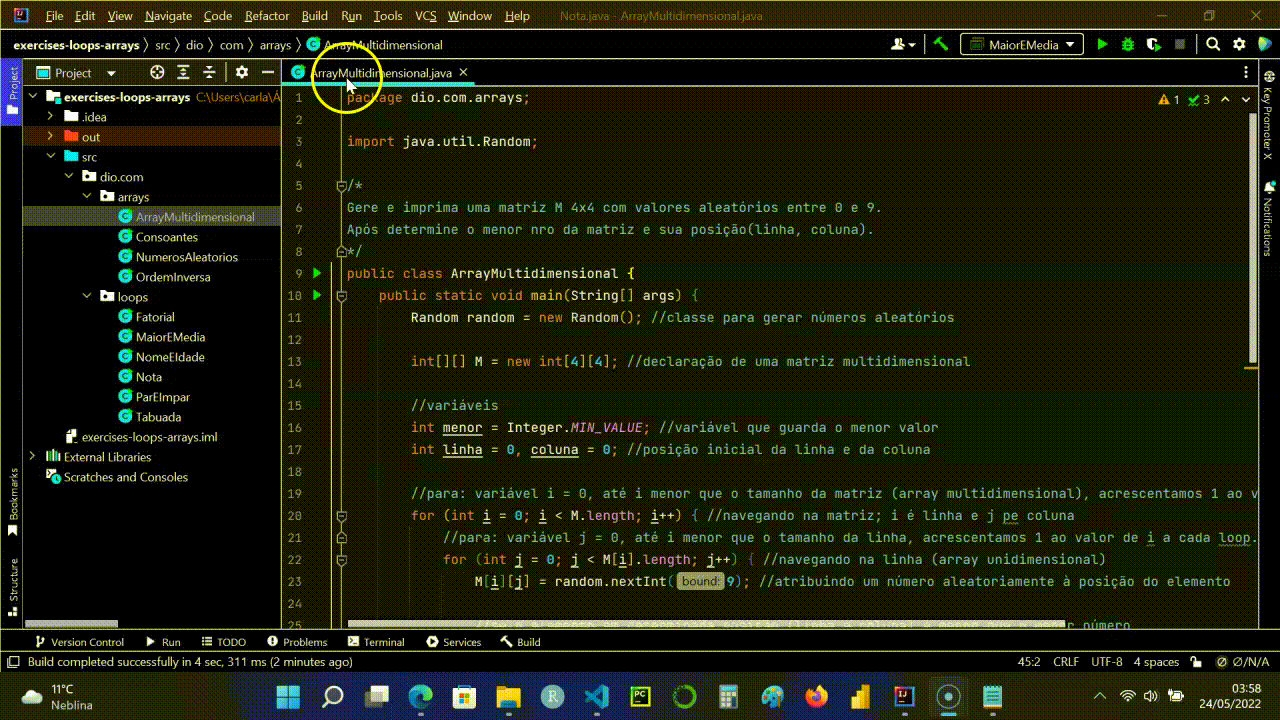 File Edit View Navigate Code Refactor Build Run Tools VCS Window Help Nota.java - ArrayMultidimensional.java
exercises-loops-arrays src dio com arrays ArrayMultidimensional MaiorEMedia
Project
Project
ArrayMultidimensional.java
exercises-loops-arrays C:\Users\carla\Á
.idea
out
src
dio.com
arrays
ArrayMultidimensional
Consoantes
NumerosAleatorios
OrdemInversa
loops
Fatorial
MaiorEMedia
NomeEIdade
Nota
ParEImpar
Tabuada
exercises-loops-arrays.iml
External Libraries
Scratches and Consoles
Bookmarks
Structure
1 package dio.com.arrays;
1 3
2
3 import java.util.Random;
4
5 /*
6 Gere e imprima uma matriz M 4x4 com valores aleatórios entre 0 e 9.
7 Após determine o menor nro da matriz e sua posição(linha, coluna).
8 */
9 public class ArrayMultidimensional {
10 public static void main(String[] args) {
11 Random random = new Random(); //classe para gerar números aleatórios
12
13 int[][] M = new int[4][4]; //declaração de uma matriz multidimensional
14
15 //variáveis
16 int menor = Integer.MIN_VALUE; //variável que guarda o menor valor
17 int linha = 0, coluna = 0; //posição inicial da linha e da coluna
18
19 //para: variável i = 0, até i menor que o tamanho da matriz (array multidimensional), acrescentamos 1 ao v
20 for (int i = 0; i < M.length; i++) { //navegando na matriz; i é linha e j pe coluna
21 //para: variável j = 0, até i menor que o tamanho da linha, acrescentamos 1 ao valor de i a cada loop.
22 for (int j = 0; j < M[i].length; j++) { //navegando na linha (array unidimensional)
23 M[i][j] = random.nextInt( bound: 9); //atribuindo um número aleatoriamente à posição do elemento
24
25
número
Key Promoter X
Notifications
Version Control Run TODO Problems Terminal Services Build
Build completed successfully in 4 sec, 311 ms (2 minutes ago) 45:2 CRLF UTF-8 4 spaces Ø/N/A
11°C
Neblina
R
PC
03:58
24/05/2022